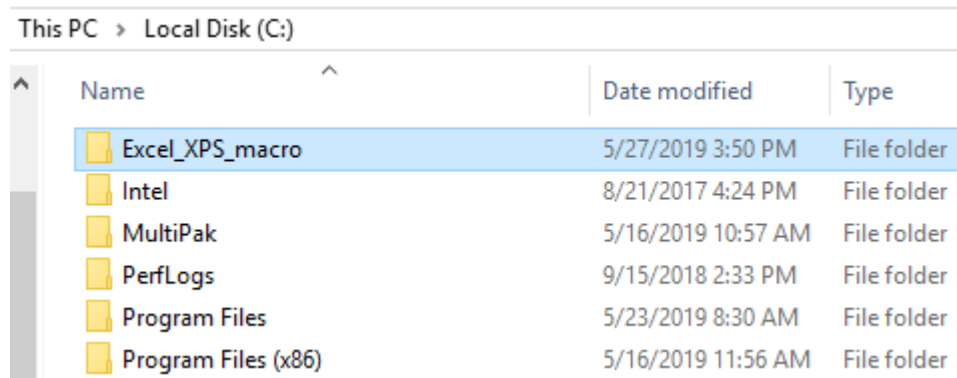 This PC > Local Disk (C:)
Name Date modified Type
Excel_XPS_macro 5/27/2019 3:50 PM File folder
Intel 8/21/2017 4:24 PM File folder
MultiPak 5/16/2019 10:57 AM File folder
PerfLogs 9/15/2018 2:33 PM File folder
Program Files 5/23/2019 8:30 AM File folder
Program Files (x86) 5/16/2019 11:56 AM File folder